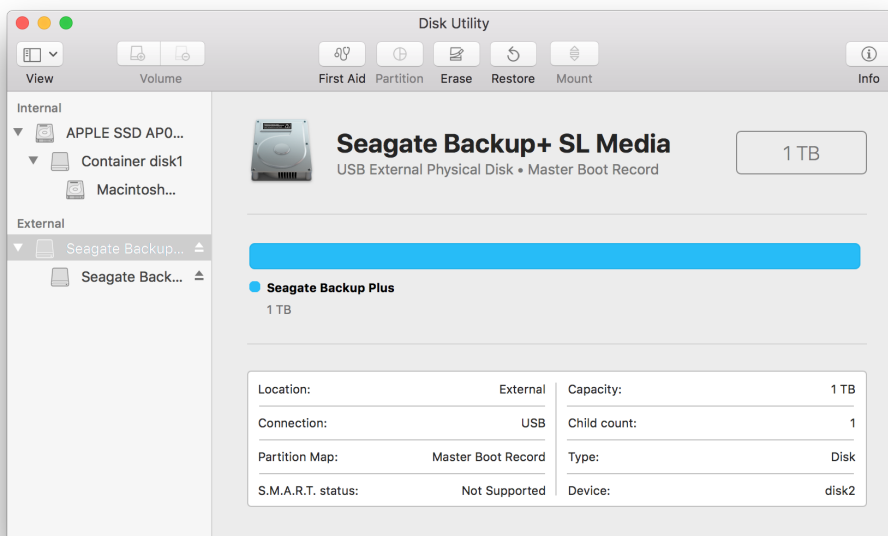 Disk Utility
View
Volume
First Aid
Partition
Erase
Restore
Mount
Info
Internal
APPLE SSD AP0...
Container disk1
Macintosh...
External
Seagate Backup...
Seagate Back...
Seagate Backup+ SL Media
USB External Physical Disk • Master Boot Record
1 TB
Seagate Backup Plus
1 TB
Location: External
Capacity: 1 TB
Connection: USB
Child count: 1
Partition Map: Master Boot Record
Type: Disk
S.M.A.R.T. status: Not Supported
Device: disk2